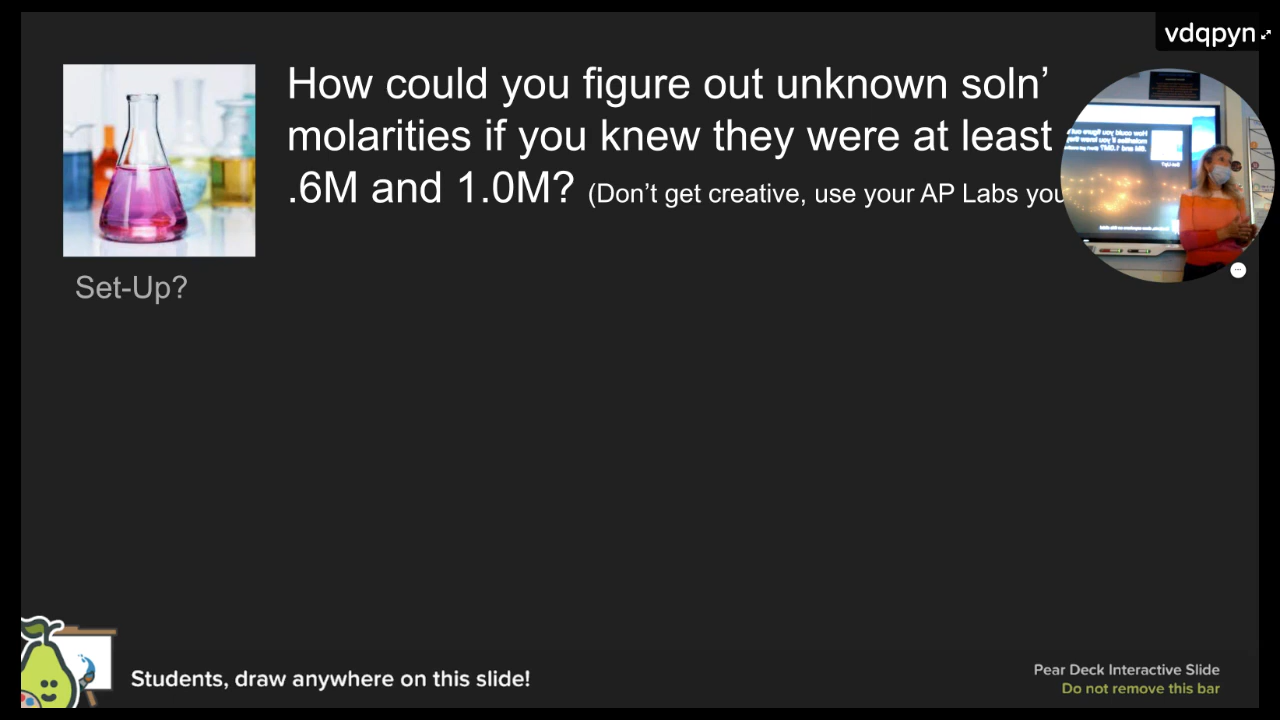 vdqpyn
How could you figure out unknown soln’
molarities if you knew they were at least
.6M and 1.0M? (Don’t get creative, use your AP Labs you
Set-Up?
Students, draw anywhere on this slide!
Pear Deck Interactive Slide
Do not remove this bar